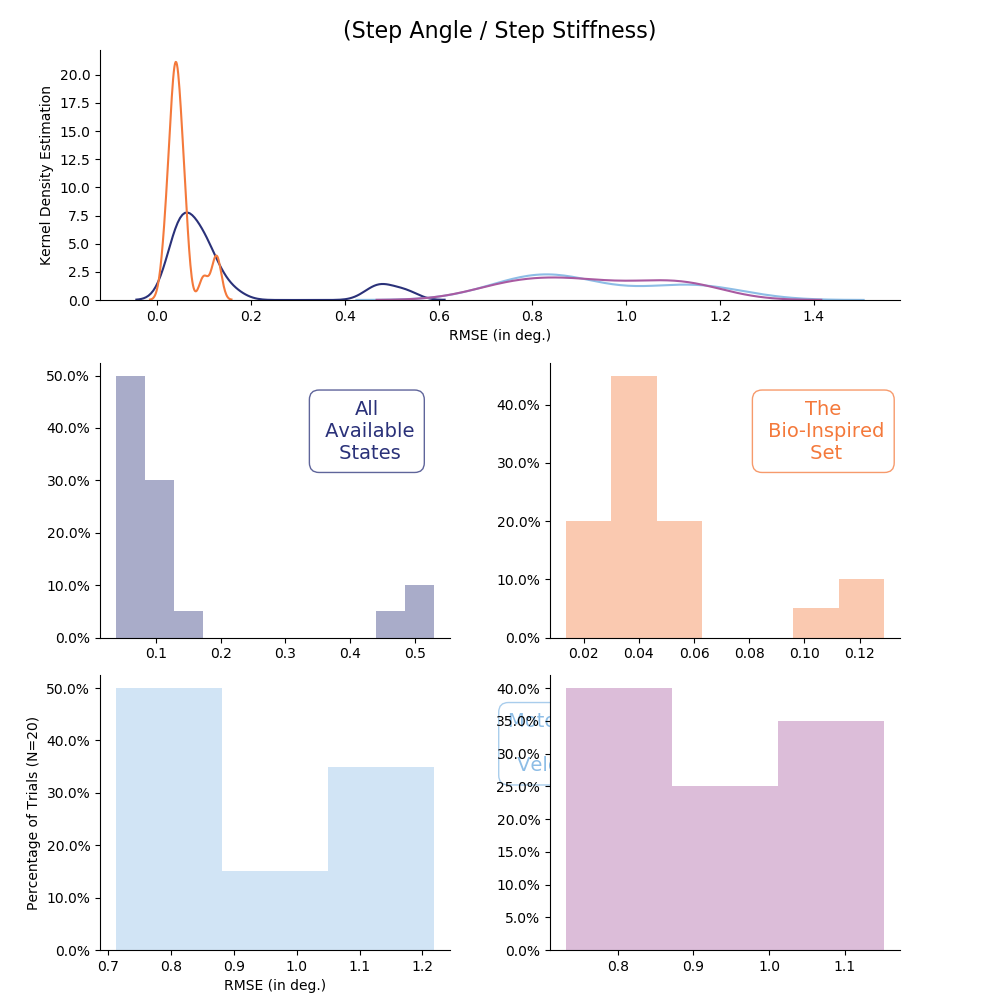 (Step Angle / Step Stiffness)
Kernel Density Estimation
20.0
17.5
15.0
12.5
10.0
7.5
5.0
2.5
0.0
0.0 0.2 0.4 0.6 0.8 1.0 1.2 1.4
RMSE (in deg.)
50.0%
40.0%
30.0%
20.0%
10.0%
0.0%
All
Available
States
0.1 0.2 0.3 0.4 0.5
40.0%
30.0%
20.0%
10.0%
0.0%
The
Bio-Inspired
Set
0.02 0.04 0.06 0.08 0.10 0.12
Percentage of Trials (N=20)
50.0%
40.0%
30.0%
20.0%
10.0%
0.0%
0.7 0.8 0.9 1.0 1.1 1.2
RMSE (in deg.)
40.0%
35.0%
30.0%
25.0%
20.0%
15.0%
10.0%
5.0%
0.0%
0.8 0.9 1.0 1.1